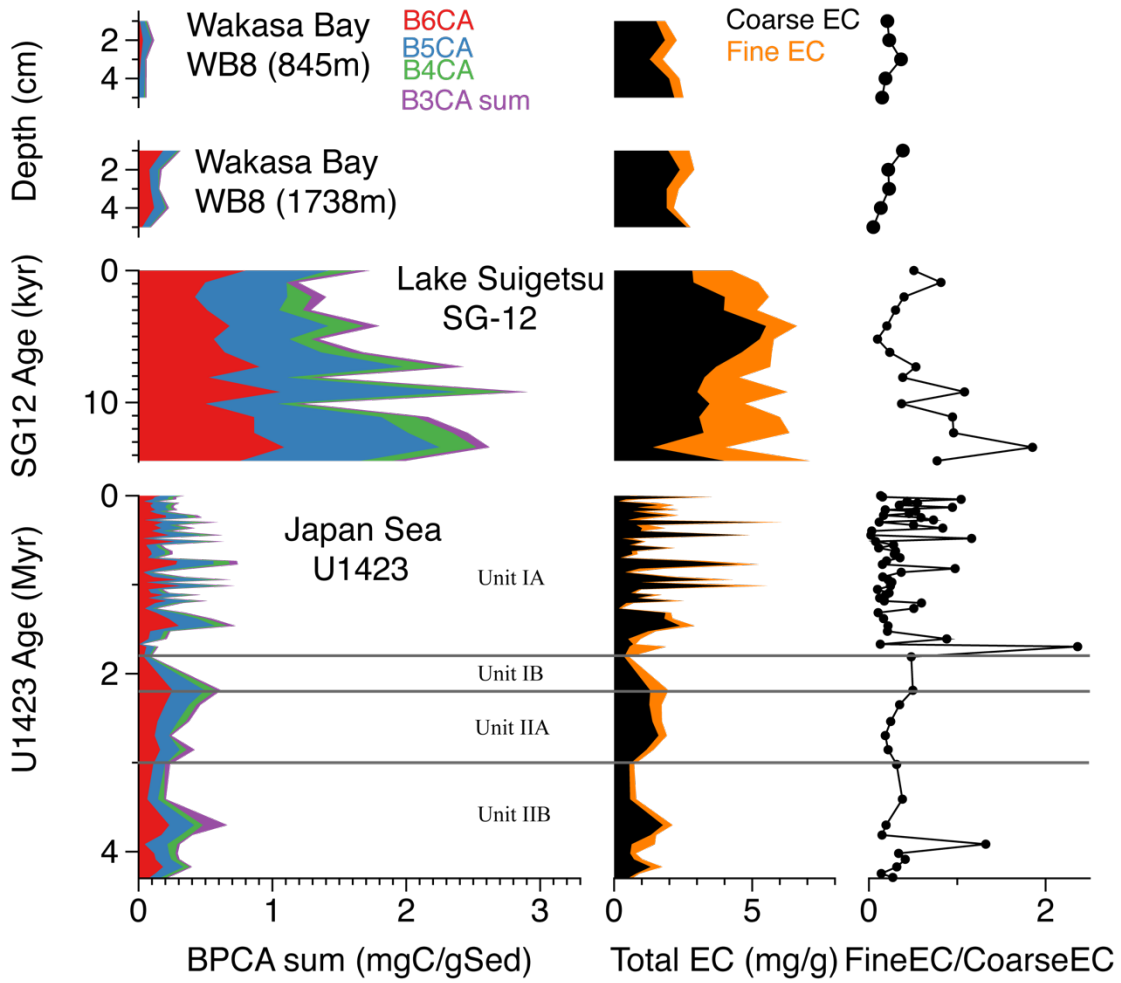 Depth (cm)
2
4
Wakasa Bay
WB8 (845m)
B6CA
B5CA
B4CA
B3CA sum
Coarse EC
Fine EC
2
4
Wakasa Bay
WB8 (1738m)
SG12 Age (kyr)
0
10
Lake Suigetsu
SG-12
U1423 Age (Myr)
0
2
4
Japan Sea
U1423
Unit IA
Unit IB
Unit IIA
Unit IIB
0 1 2 3
0 5
0 1 2
BPCA sum (mgC/gSed)
Total EC (mg/g)
FineEC/CoarseEC